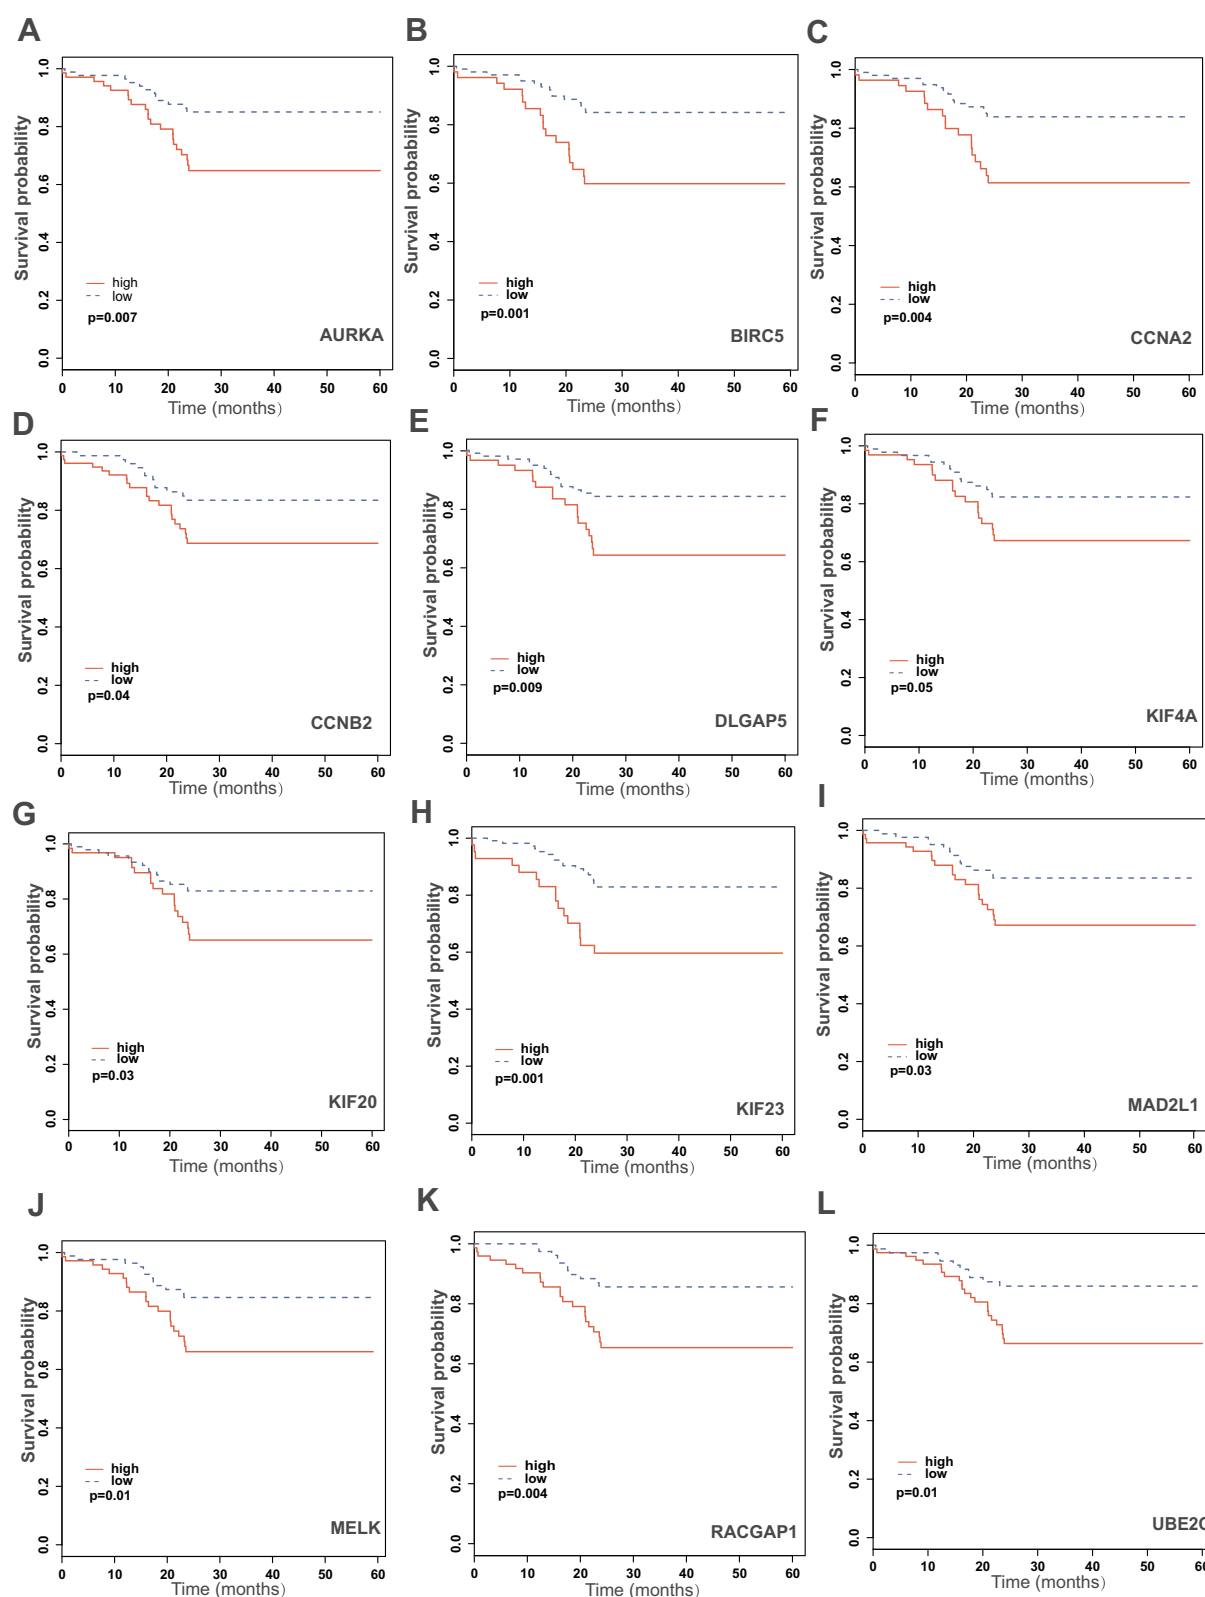 A
Survival probability
1.0
0.8
0.6
0.4
0.2
0.0
high
low
p=0.007
AURKA
0 10 20 30 40 50 60
Time (months)
B
Survival probability
1.0
0.8
0.6
0.4
0.2
0.0
high
low
p=0.001
BIRC5
0 10 20 30 40 50 60
Time (months)
C
Survival probability
1.0
0.8
0.6
0.4
0.2
0.0
high
low
p=0.004
CCNA2
0 10 20 30 40 50 60
Time (months)
D
Survival probability
1.0
0.8
0.6
0.4
0.2
0.0
high
low
p=0.04
CCNB2
0 10 20 30 40 50 60
Time (months)
E
Survival probability
1.0
0.8
0.6
0.4
0.2
0.0
high
low
p=0.009
DLGAP5
0 10 20 30 40 50 60
Time (months)
F
Survival probability
1.0
0.8
0.6
0.4
0.2
0.0
high
low
p=0.05
KIF4A
0 10 20 30 40 50 60
Time (months)
G
Survival probability
1.0
0.8
0.6
0.4
0.2
0.0
high
low
p=0.03
KIF20
0 10 20 30 40 50 60
Time (months)
H
Survival probability
1.0
0.8
0.6
0.4
0.2
0.0
high
low
p=0.001
KIF23
0 10 20 30 40 50 60
Time (months)
I
Survival probability
1.0
0.8
0.6
0.4
0.2
0.0
high
low
p=0.03
MAD2L1
0 10 20 30 40 50 60
Time (months)
J
Survival probability
1.0
0.8
0.6
0.4
0.2
0.0
high
low
p=0.01
MELK
0 10 20 30 40 50 60
Time (months)
K
Survival probability
1.0
0.8
0.6
0.4
0.2
0.0
high
low
p=0.004
RACGAP1
0 10 20 30 40 50 60
Time (months)
L
Survival probability
1.0
0.8
0.6
0.4
0.2
0.0
high
low
p=0.01
UBE2C
0 10 20 30 40 50 60
Time (months)